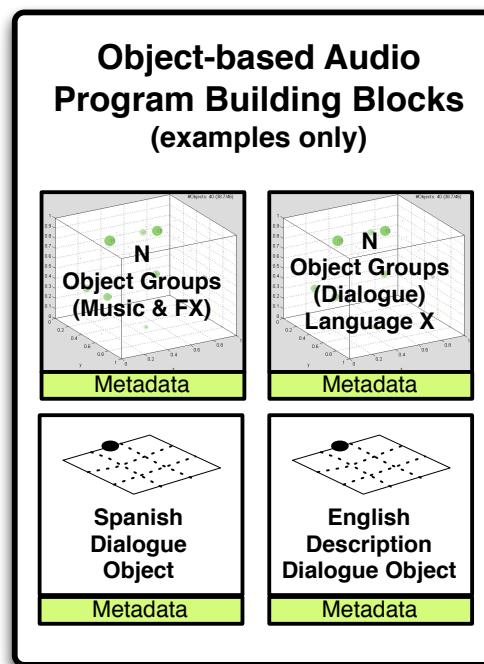 Object-based Audio
Program Building Blocks
(examples only)
N
Object Groups
(Music & FX)
Metadata
N
Object Groups
(Dialogue)
Language X
Metadata
Spanish
Dialogue
Object
Metadata
English
Description
Dialogue Object
Metadata